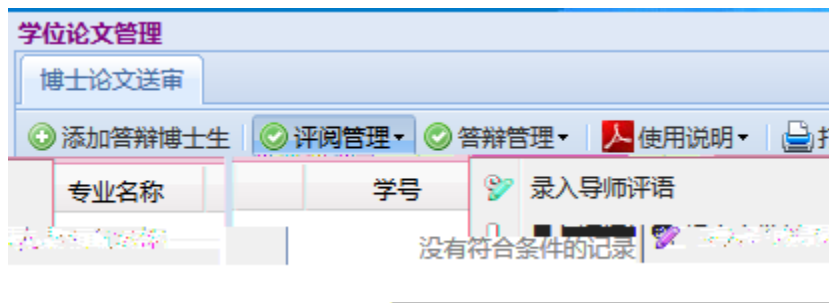 学位论文管理
博士论文送审
添加答辩博士生 评阅管理 答辩管理 使用说明
专业名称 学号 录入导师评语
没有符合条件的记录